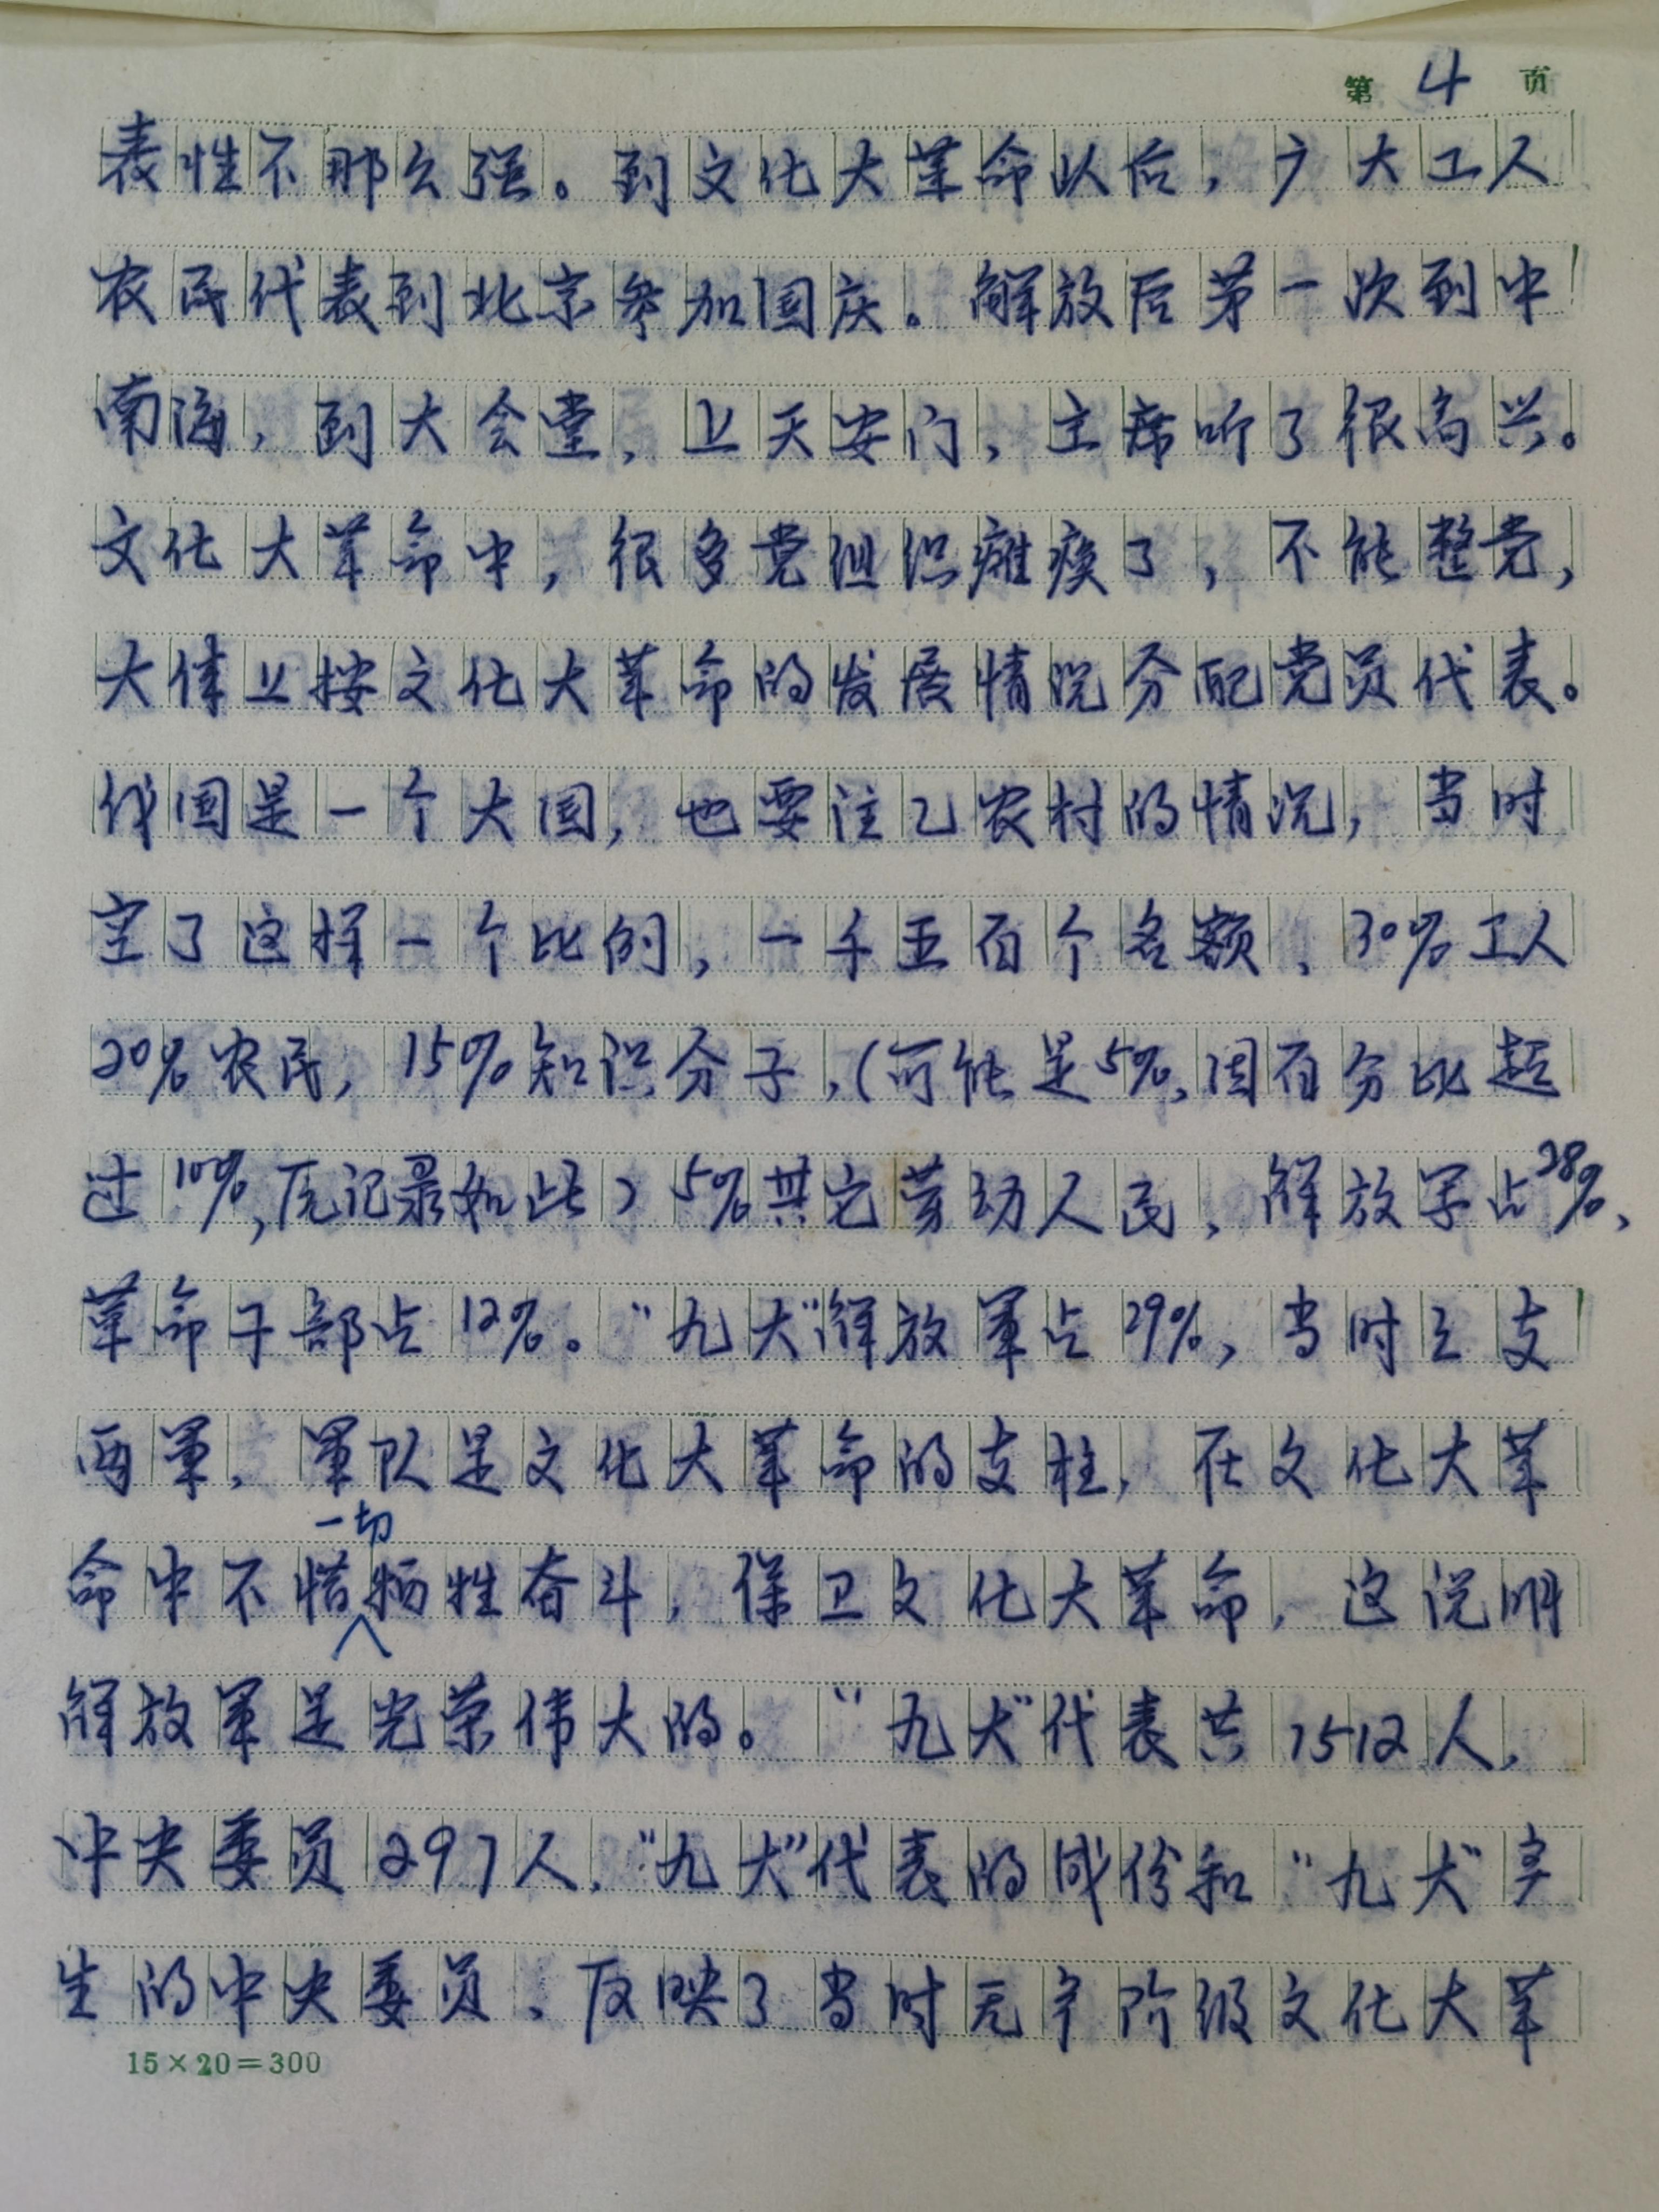 第 4 页
表性不那么强。到文化大革命以后，广大工人
农民代表到北京参加国庆。解放后第一次到中
南海，到大会堂，上天安门，主席听了很高兴。
文化大革命中，很多党组织瘫痪了，不能整党，
大体上按文化大革命的发展情况分配党员代表。
我国是一个大国，也要注乙农村的情况，当时
定了这样一个比例，一千五百个名额、30%工人
20%农民，15%知识分子，(可能是5%，因百分比超
过10%，原记录如此) 5%其它劳动人民，解放军占28%、
革命干部占12%。“九大”解放军占29%，当时三支
两军，军队是文化大革命的支柱，在文化大革
命中不惜一切牺牲奋斗，保卫文化大革命，这说明
解放军是光荣伟大的。“九大”代表共1512人，
中央委员297人，“九大”代表的成份和“九大”产
生的中央委员，反映了当时无产阶级文化大革
15×20=300